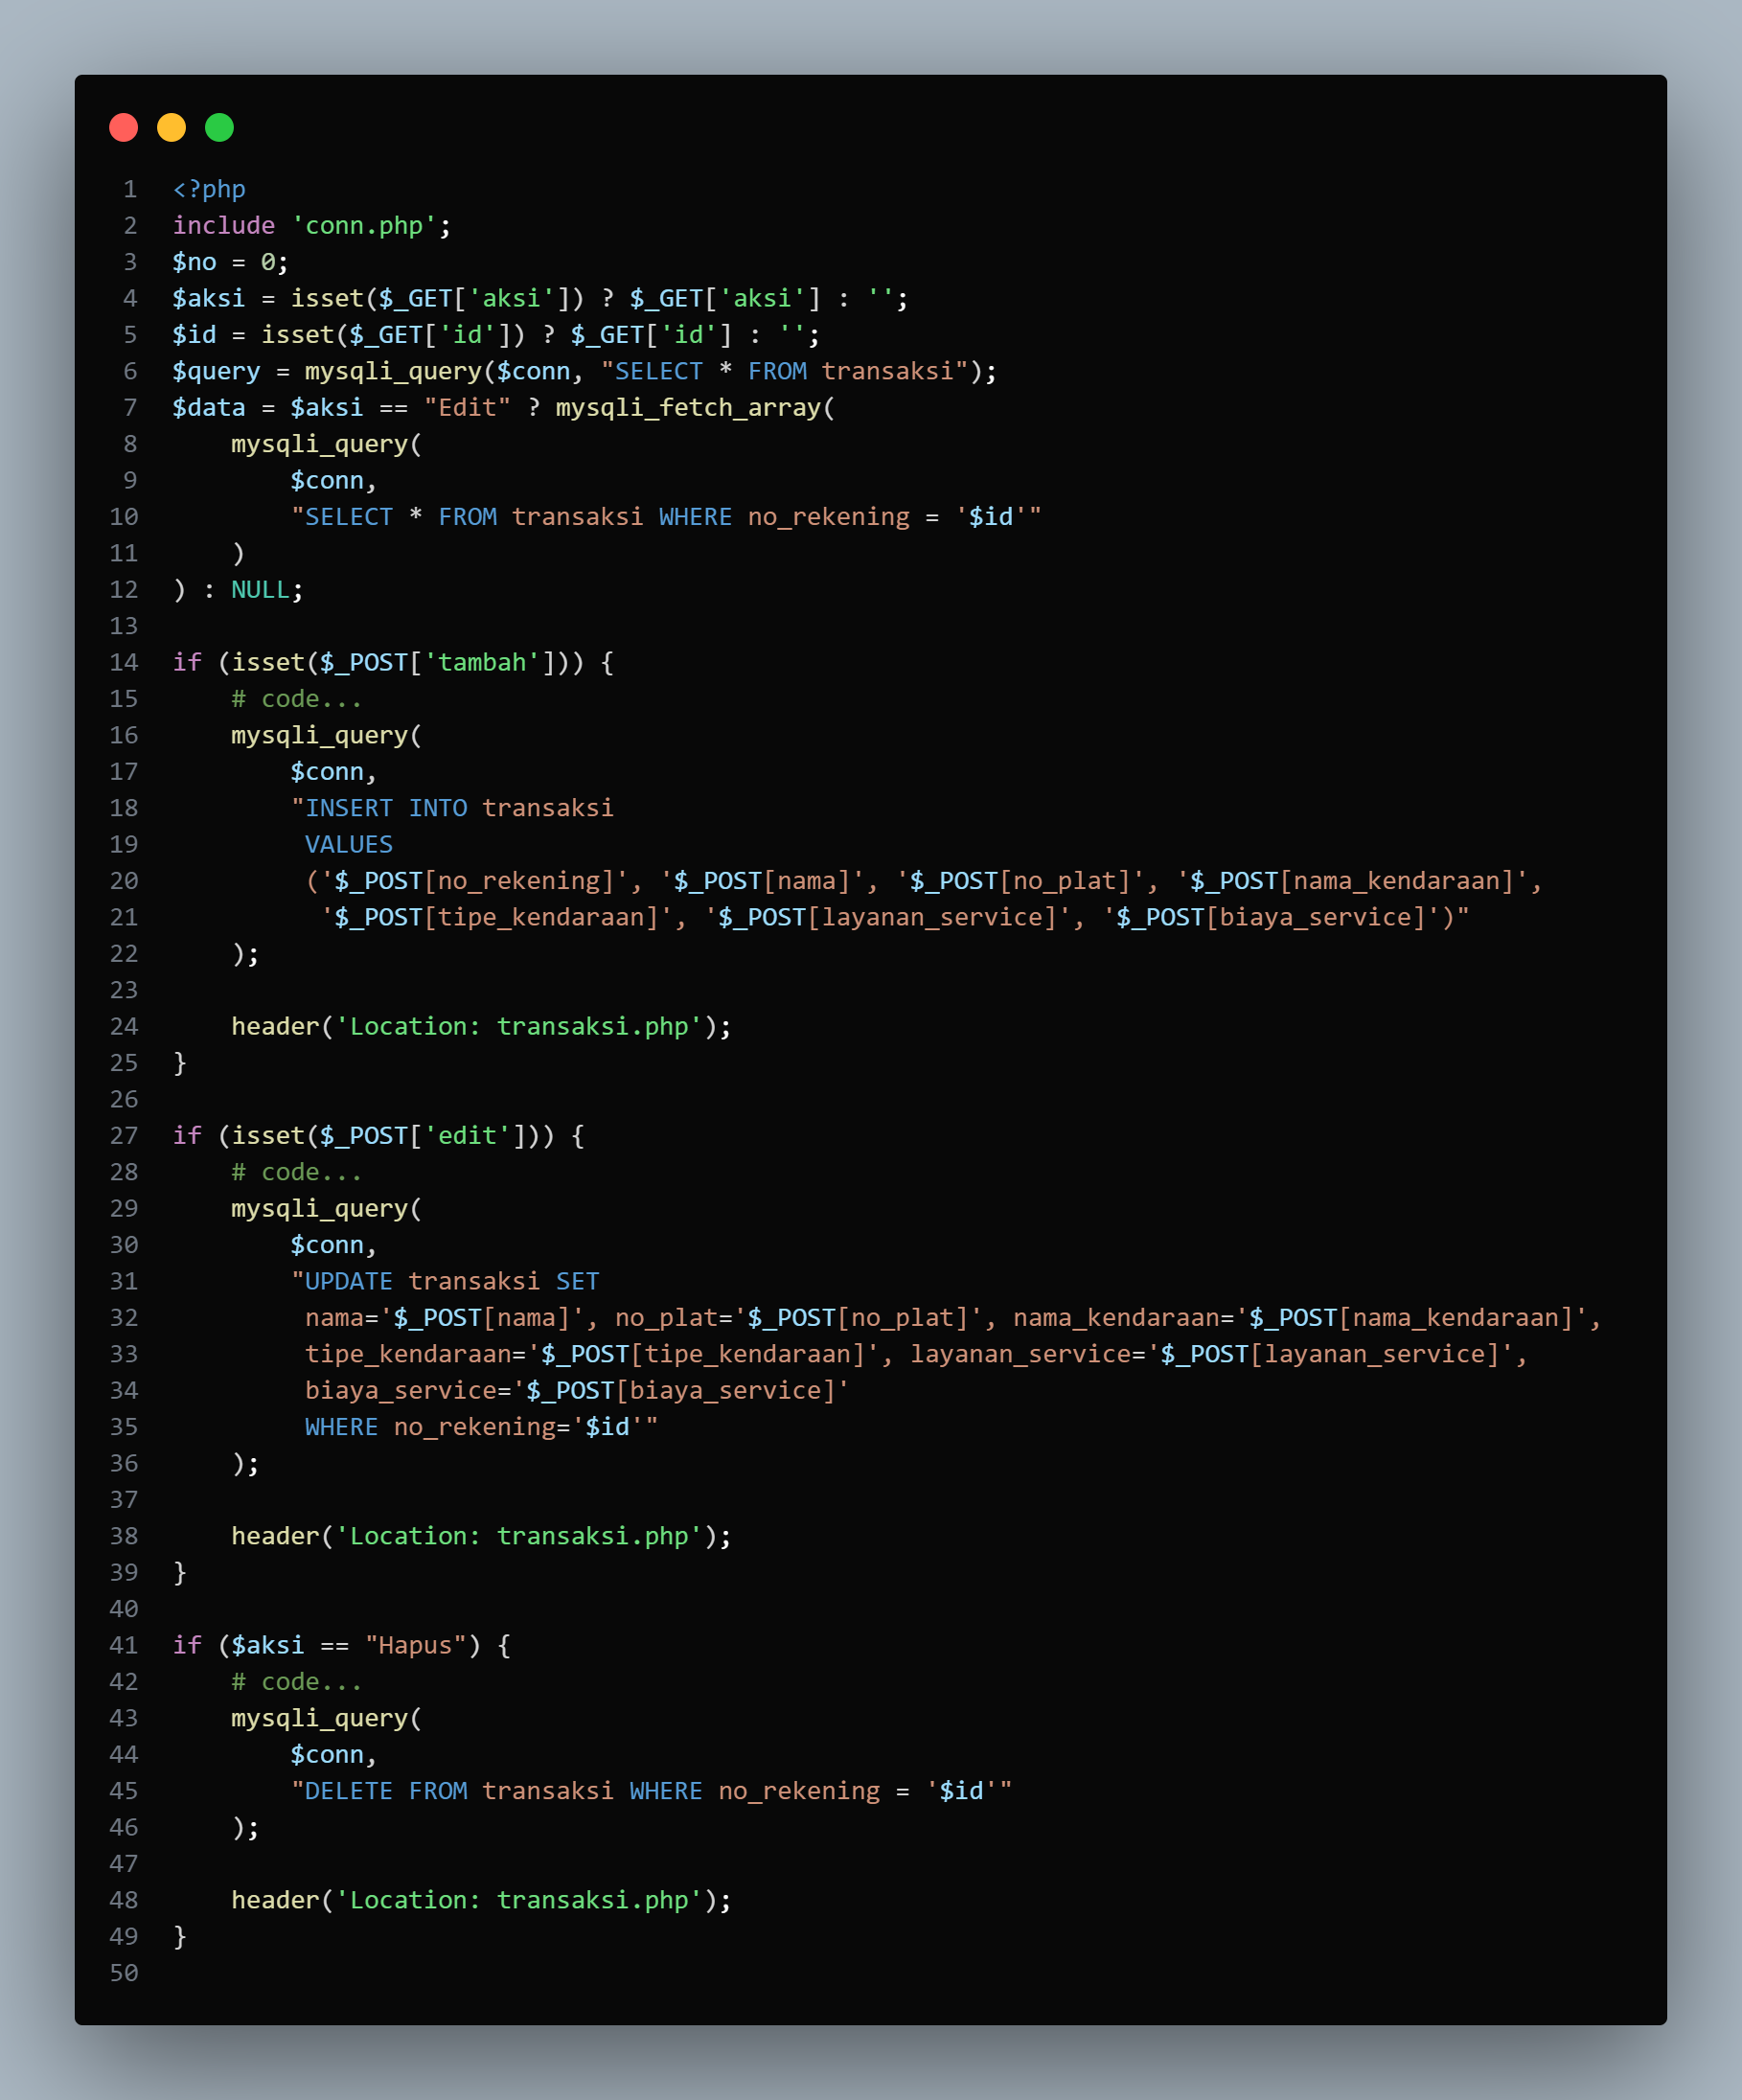 1 <?php
2 include 'conn.php';
3 $no = 0;
4 $aksi = isset($_GET['aksi']) ? $_GET['aksi'] : '';
5 $id = isset($_GET['id']) ? $_GET['id'] : '';
6 $query = mysqli_query($conn, "SELECT * FROM transaksi");
7 $data = $aksi == "Edit" ? mysqli_fetch_array(
8     mysqli_query(
9         $conn,
10         "SELECT * FROM transaksi WHERE no_rekening = '$id'"
11     )
12 ) : NULL;
13
14 if (isset($_POST['tambah'])) {
15     # code...
16     mysqli_query(
17         $conn,
18         "INSERT INTO transaksi
19          VALUES
20          ('$_POST[no_rekening]', '$_POST[nama]', '$_POST[no_plat]', '$_POST[nama_kendaraan]',
21           '$_POST[tipe_kendaraan]', '$_POST[layanan_service]', '$_POST[biaya_service]')"
22     );
23
24     header('Location: transaksi.php');
25 }
26
27 if (isset($_POST['edit'])) {
28     # code...
29     mysqli_query(
30         $conn,
31         "UPDATE transaksi SET
32          nama='$_POST[nama]', no_plat='$_POST[no_plat]', nama_kendaraan='$_POST[nama_kendaraan]',
33          tipe_kendaraan='$_POST[tipe_kendaraan]', layanan_service='$_POST[layanan_service]',
34          biaya_service='$_POST[biaya_service]'
35          WHERE no_rekening='$id'"
36     );
37
38     header('Location: transaksi.php');
39 }
40
41 if ($aksi == "Hapus") {
42     # code...
43     mysqli_query(
44         $conn,
45         "DELETE FROM transaksi WHERE no_rekening = '$id'"
46     );
47
48     header('Location: transaksi.php');
49 }
50